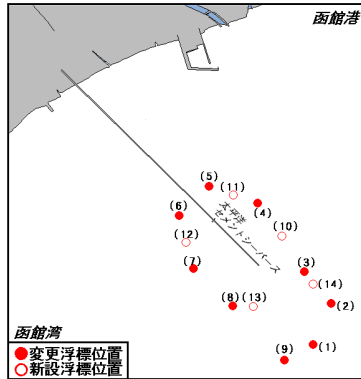 函館港
(5)
(11)
(4)
(6)
太平洋
セメントシーバース
(10)
(12)
(3)
(7)
(14)
(8)
(13)
(2)
(9)
(1)
函館湾
変更浮標位置
新設浮標位置